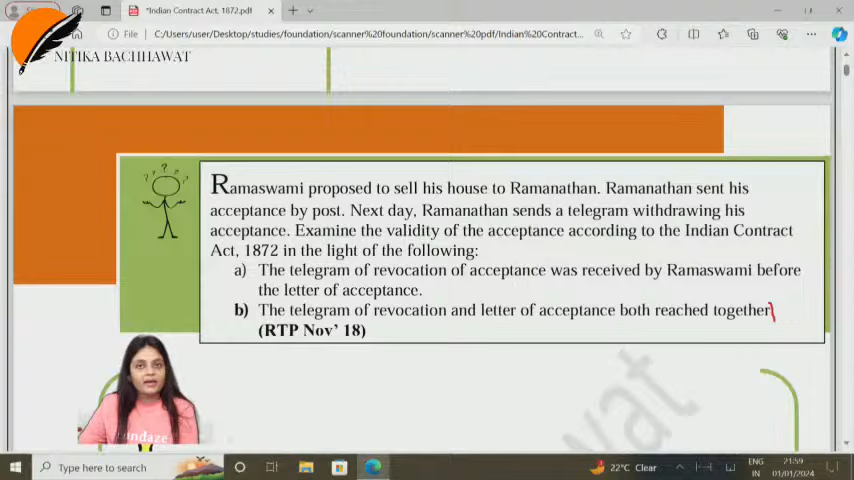 *Indian Contract Act, 1872.pdf
File
C:/Users/user/Desktop/studies/foundation/scanner%20foundation/scanner%20pdf/Indian%20Contract...
NITIKA BACHHAWAT
Ramaswami proposed to sell his house to Ramanathan. Ramanathan sent his
acceptance by post. Next day, Ramanathan sends a telegram withdrawing his
acceptance. Examine the validity of the acceptance according to the Indian Contract
Act, 1872 in the light of the following:
a) The telegram of revocation of acceptance was received by Ramaswami before
the letter of acceptance.
b) The telegram of revocation and letter of acceptance both reached together
(RTP Nov' 18)
Type here to search
22°C Clear
ENG
IN
21:59
01/01/2024